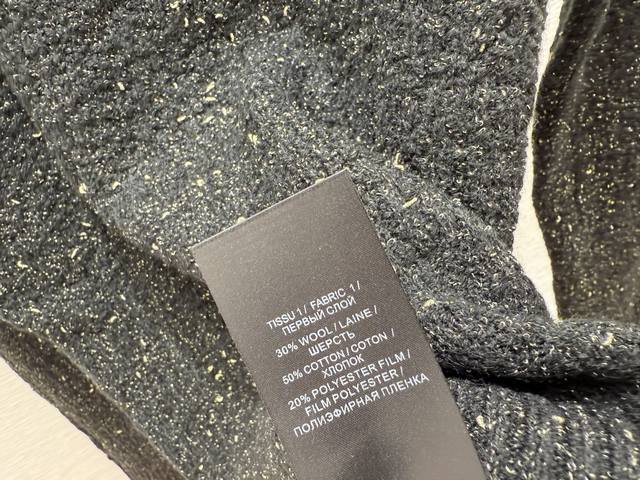 TISSU 1 / FABRIC 1 /
ПЕРВЫЙ СЛОЙ
30% WOOL / LAINE /
ШЕРСТЬ
50% COTTON / COTON /
ХЛОПОК
20% POLYESTER FILM /
FILM POLYESTER /
ПОЛИЭФИРНАЯ ПЛЕНКА